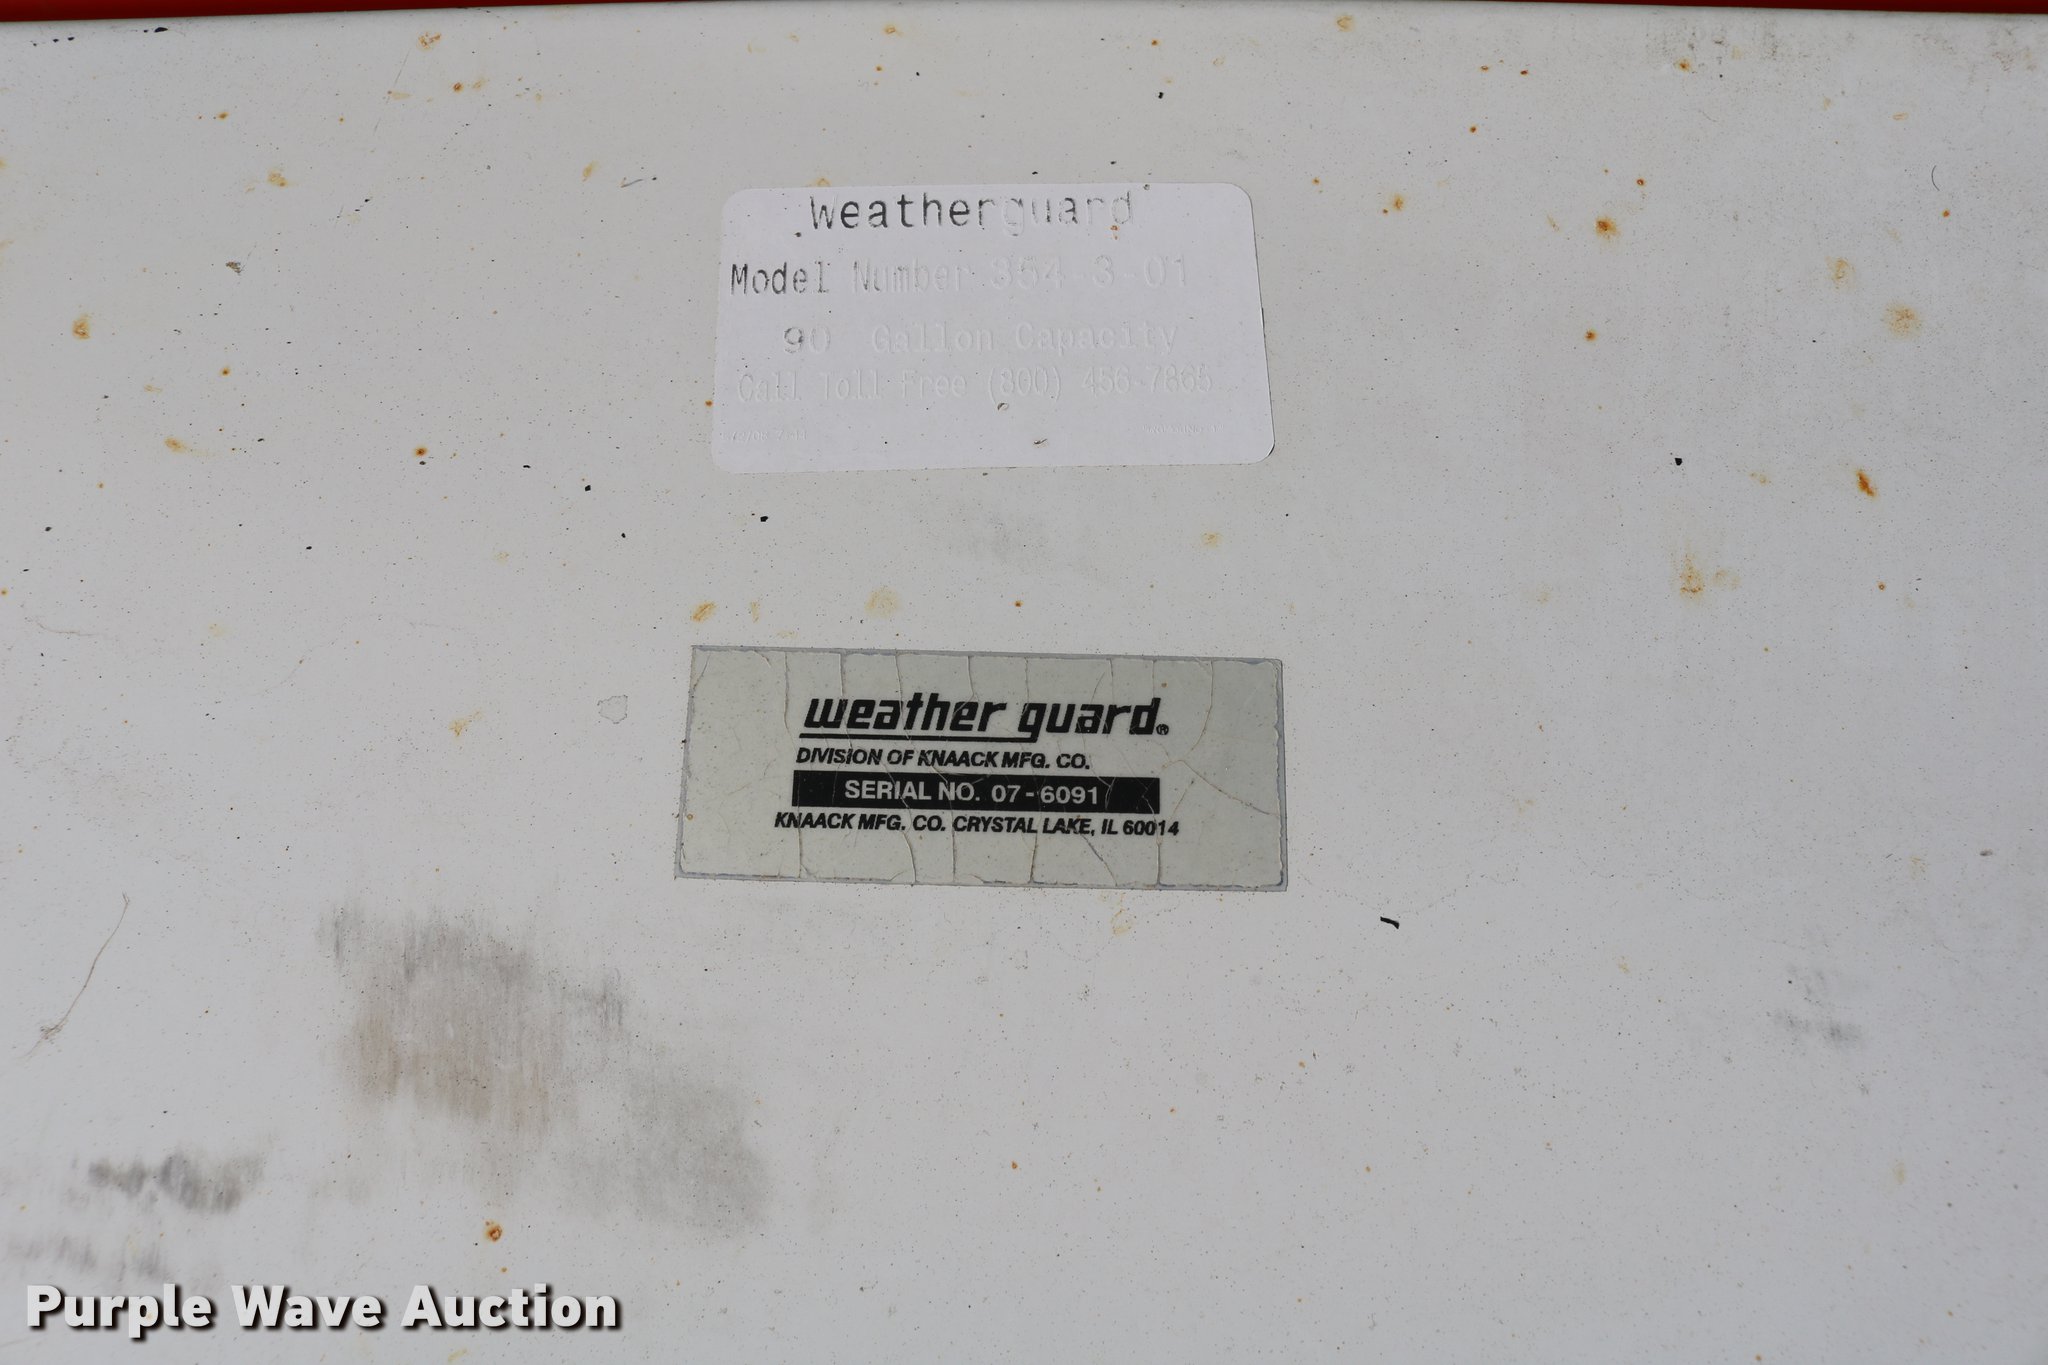 Weatherguard
Model Number 354-3-01
90 Gallon Capacity
Call Toll Free (800) 456-7865
weather guard®
DIVISION OF KNAACK MFG. CO.
SERIAL NO. 07-6091
KNAACK MFG. CO. CRYSTAL LAKE, IL 60014
Purple Wave Auction